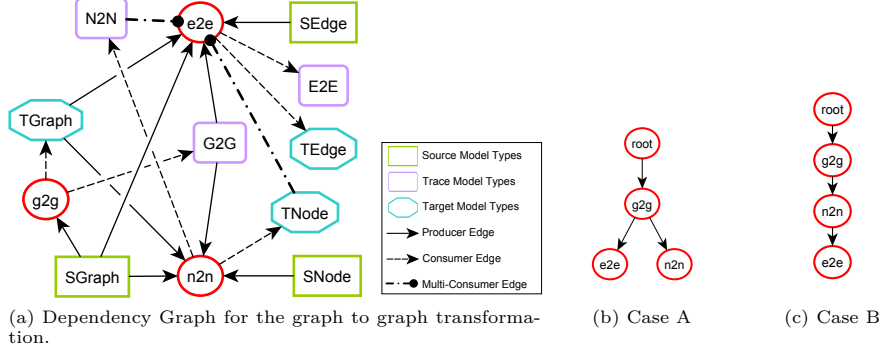 N2N
e2e
SEdge
E2E
TGraph
G2G
TEdge
g2g
TNode
SGraph
n2n
SNode
Source Model Types
Trace Model Types
Target Model Types
Producer Edge
Consumer Edge
Multi-Consumer Edge
root
g2g
e2e
n2n
root
g2g
n2n
e2e
(a) Dependency Graph for the graph to graph transforma-
tion.
(b) Case A
(c) Case B